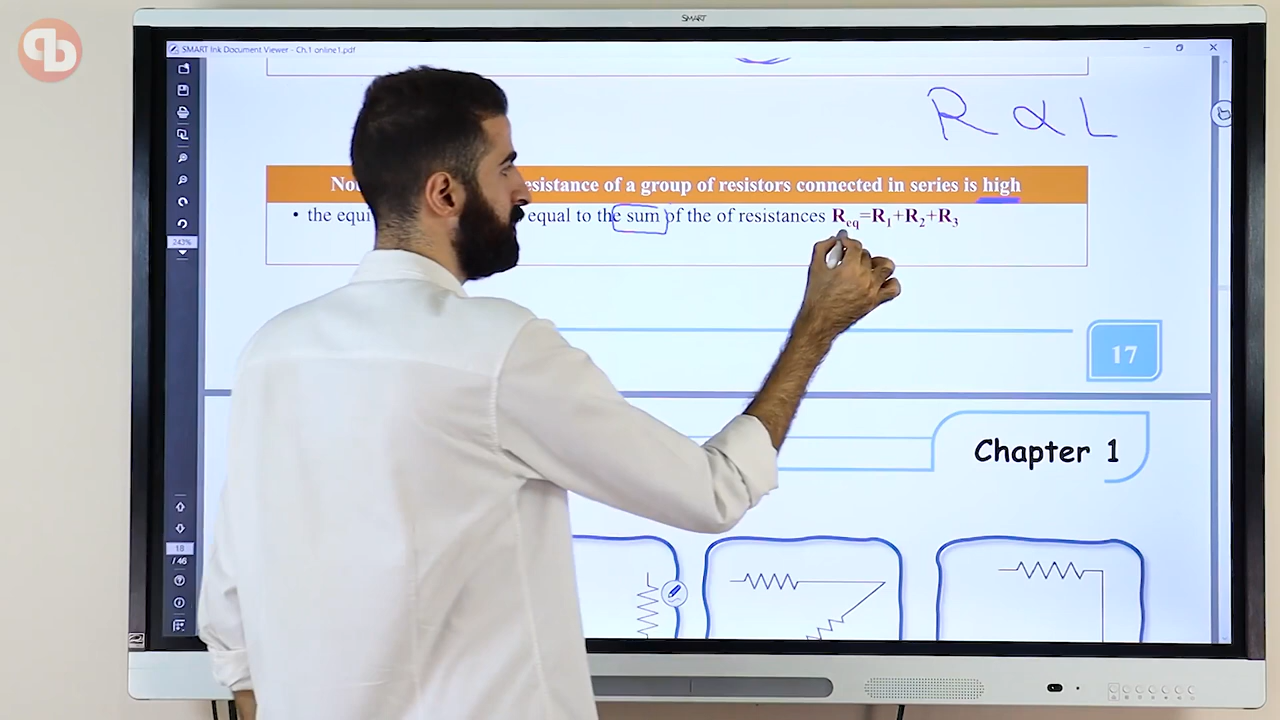 SMART
SMART Ink Document Viewer - Ch.1 online1.pdf
R α L
esistance of a group of resistors connected in series is high
• the equi equal to the sum of the of resistances Req=R1+R2+R3
243%
17
Chapter 1
18
/ 46